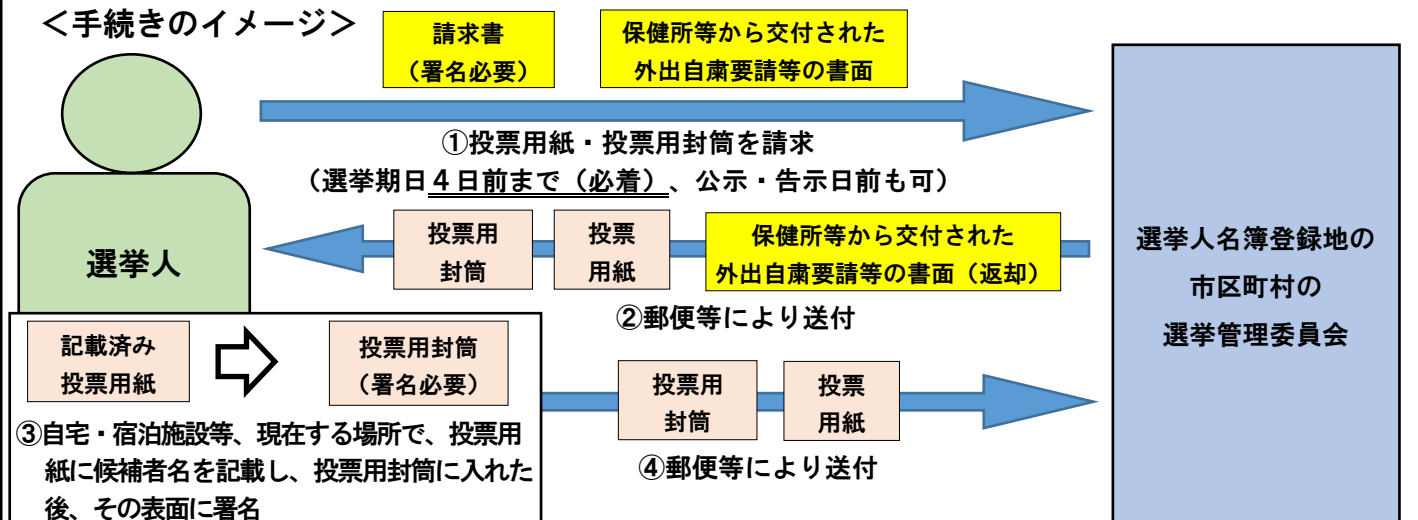 ＜手続きのイメージ＞
請求書
（署名必要）
保健所等から交付された
外出自粛要請等の書面
①投票用紙・投票用封筒を請求
（選挙期日４日前まで（必着）、公示・告示日前も可）
選挙人
投票用
封筒
投票
用紙
保健所等から交付された
外出自粛要請等の書面（返却）
②郵便等により送付
選挙人名簿登録地の
市区町村の
選挙管理委員会
記載済み
投票用紙
投票用封筒
（署名必要）
③自宅・宿泊施設等、現在する場所で、投票用
紙に候補者名を記載し、投票用封筒に入れた
後、その表面に署名
投票用
封筒
投票
用紙
④郵便等により送付